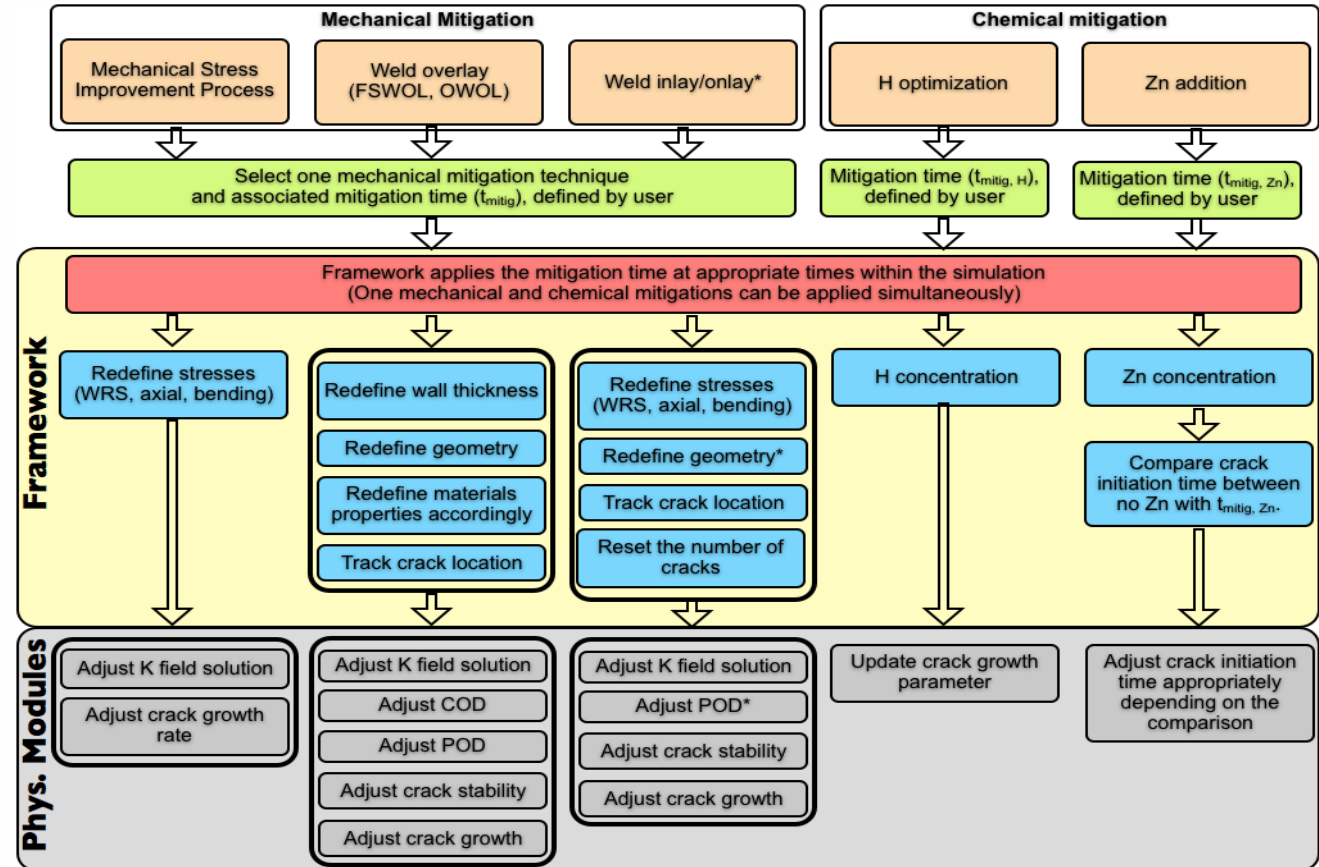 Mechanical Mitigation
Chemical mitigation
Mechanical Stress
Improvement Process
Weld overlay
(FSWOL, OWOL)
Weld inlay/onlay*
H optimization
Zn addition
Select one mechanical mitigation technique
and associated mitigation time (tmitig), defined by user
Mitigation time (tmitig, H),
defined by user
Mitigation time (tmitig, Zn),
defined by user
Framework
Framework applies the mitigation time at appropriate times within the simulation
(One mechanical and chemical mitigations can be applied simultaneously)
Redefine stresses
(WRS, axial, bending)
Redefine wall thickness
Redefine geometry
Redefine materials
properties accordingly
Track crack location
Redefine stresses
(WRS, axial, bending)
Redefine geometry*
Track crack location
Reset the number of
cracks
H concentration
Zn concentration
Compare crack
initiation time between
no Zn with tmitig, Zn.
Phys. Modules
Adjust K field solution
Adjust crack growth
rate
Adjust K field solution
Adjust COD
Adjust POD
Adjust crack stability
Adjust crack growth
Adjust K field solution
Adjust POD*
Adjust crack stability
Adjust crack growth
Update crack growth
parameter
Adjust crack initiation
time appropriately
depending on the
comparison